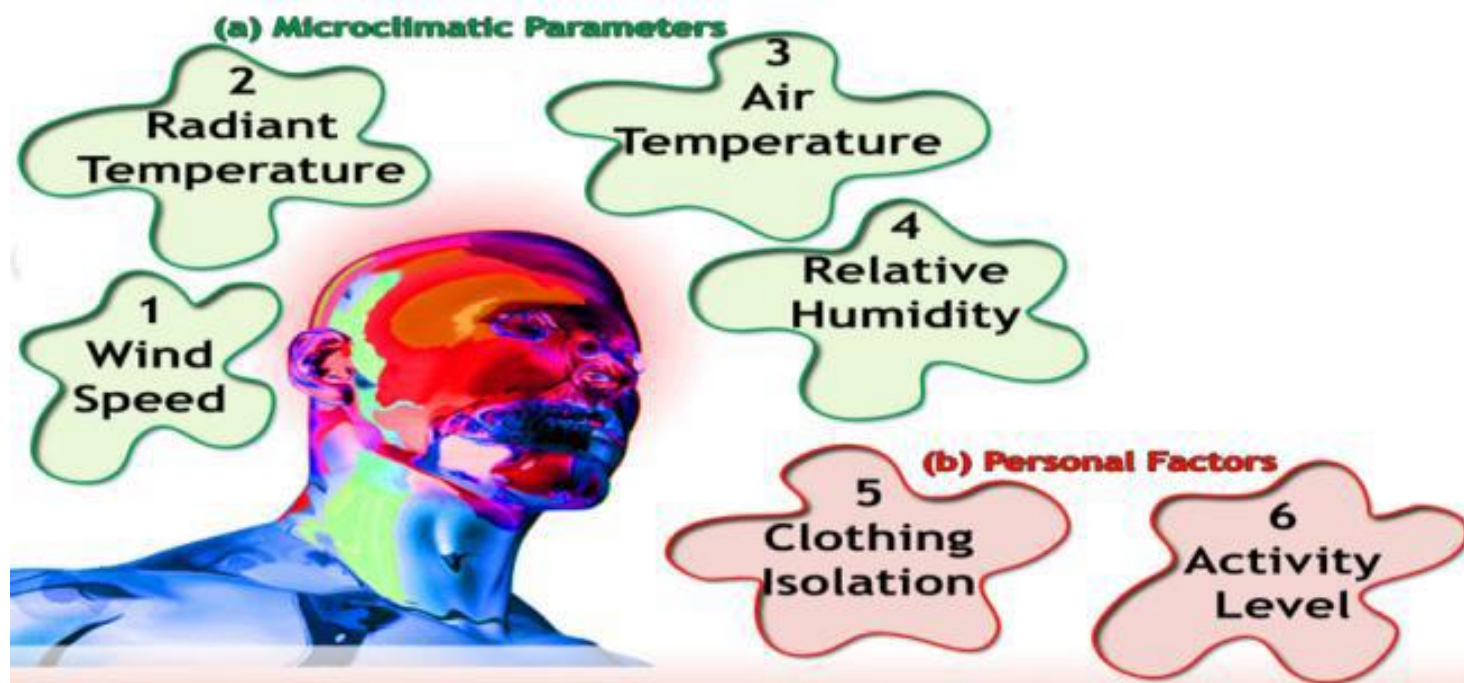 (a) Microclimatic Parameters
1
Wind
Speed
2
Radiant
Temperature
3
Air
Temperature
4
Relative
Humidity
(b) Personal Factors
5
Clothing
Isolation
6
Activity
Level